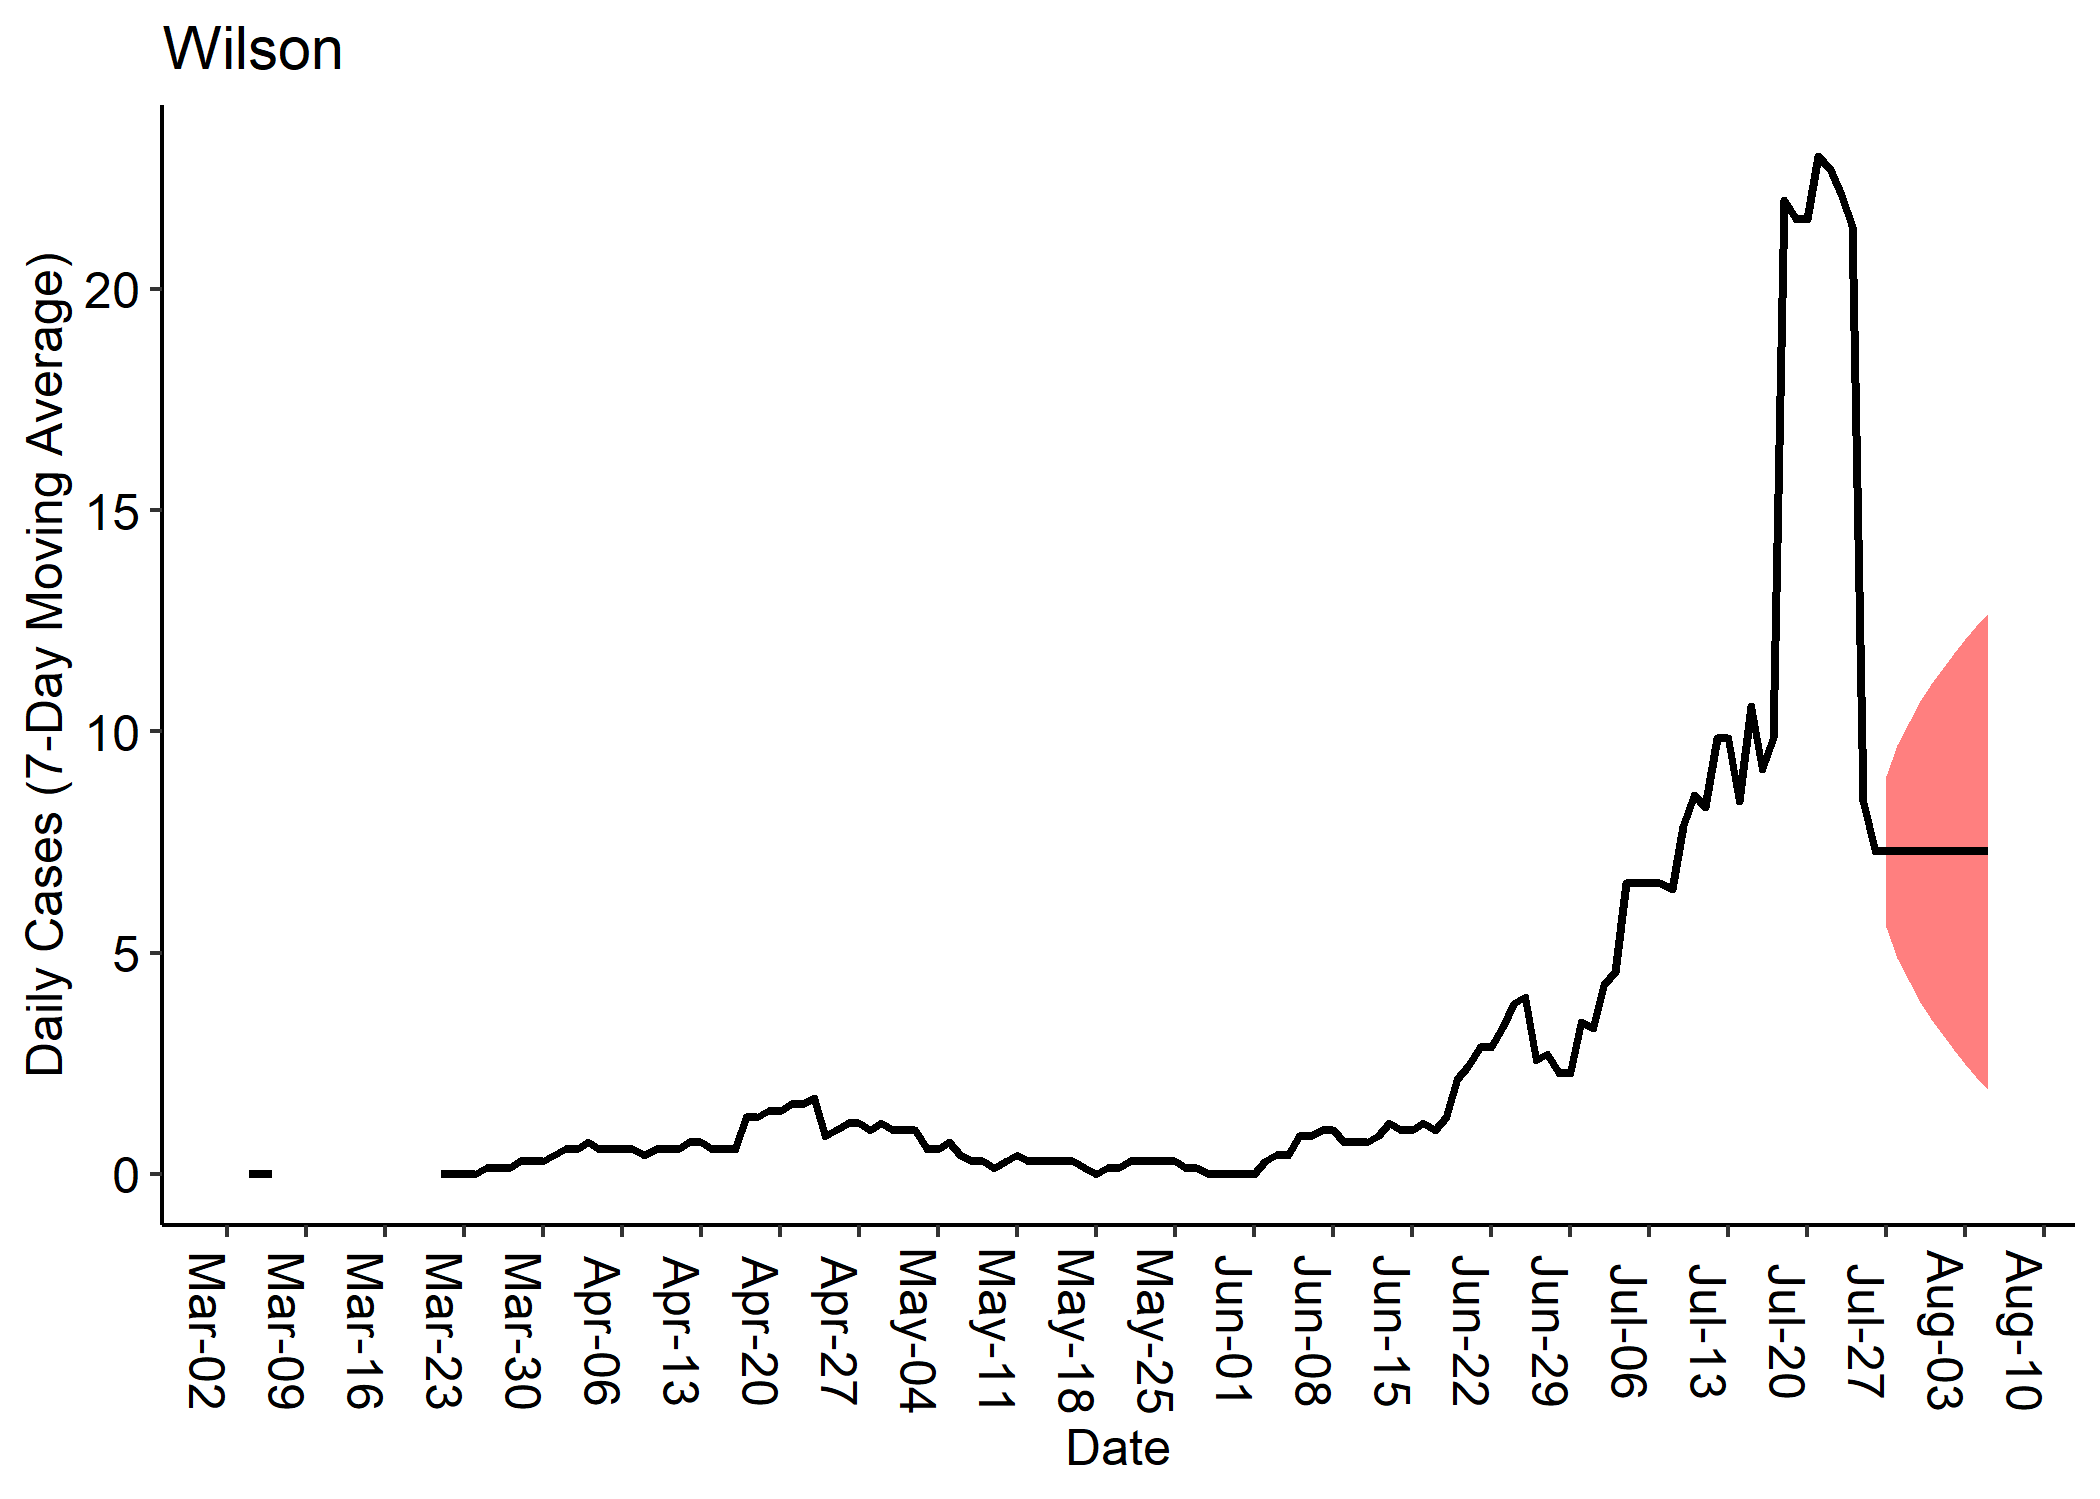 Wilson
Daily Cases (7-Day Moving Average)
20
15
10
5
0
Mar-02
Mar-09
Mar-16
Mar-23
Mar-30
Apr-06
Apr-13
Apr-20
Apr-27
May-04
May-11
May-18
May-25
Jun-01
Jun-08
Jun-15
Jun-22
Jun-29
Jul-06
Jul-13
Jul-20
Jul-27
Aug-03
Aug-10
Date